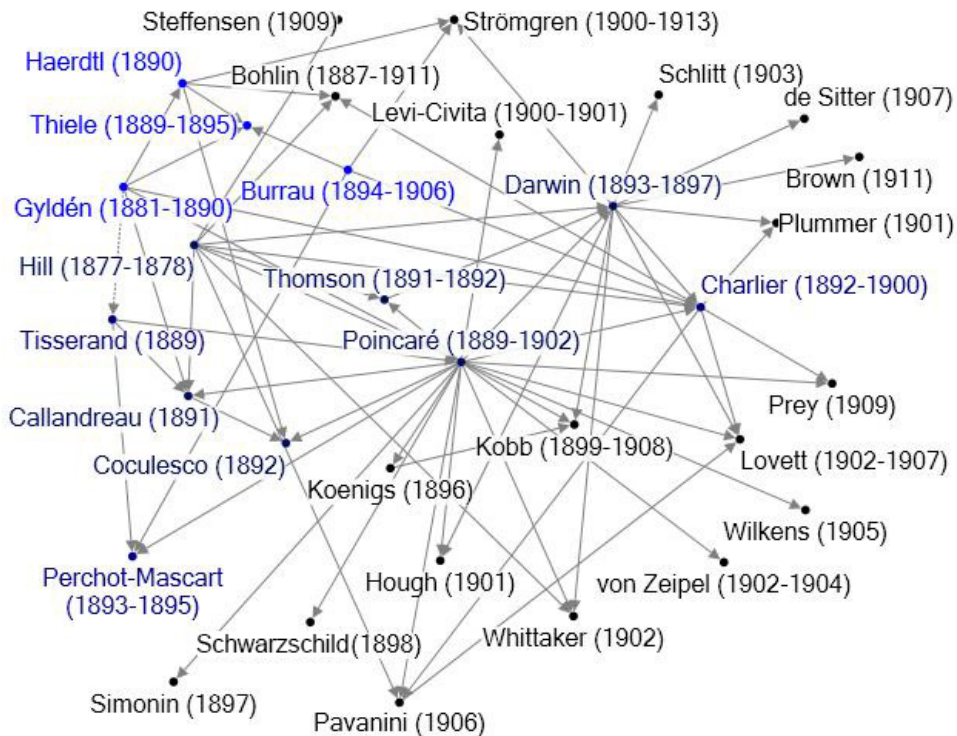 Steffensen (1909)
Strömgren (1900-1913)
Haerdtl (1890)
Bohlin (1887-1911)
Schlitt (1903)
de Sitter (1907)
Levi-Civita (1900-1901)
Thiele (1889-1895)
Burrau (1894-1906)
Darwin (1893-1897)
Brown (1911)
Gyldén (1881-1890)
Plummer (1901)
Hill (1877-1878)
Thomson (1891-1892)
Charlier (1892-1900)
Tisserand (1889)
Poincaré (1889-1902)
Prey (1909)
Callandreau (1891)
Kobb (1899-1908)
Lovett (1902-1907)
Coculesco (1892)
Koenigs (1896)
Wilkens (1905)
Perchot-Mascart
(1893-1895)
Hough (1901)
von Zeipel (1902-1904)
Schwarzschild(1898)
Whittaker (1902)
Simonin (1897)
Pavanini (1906)